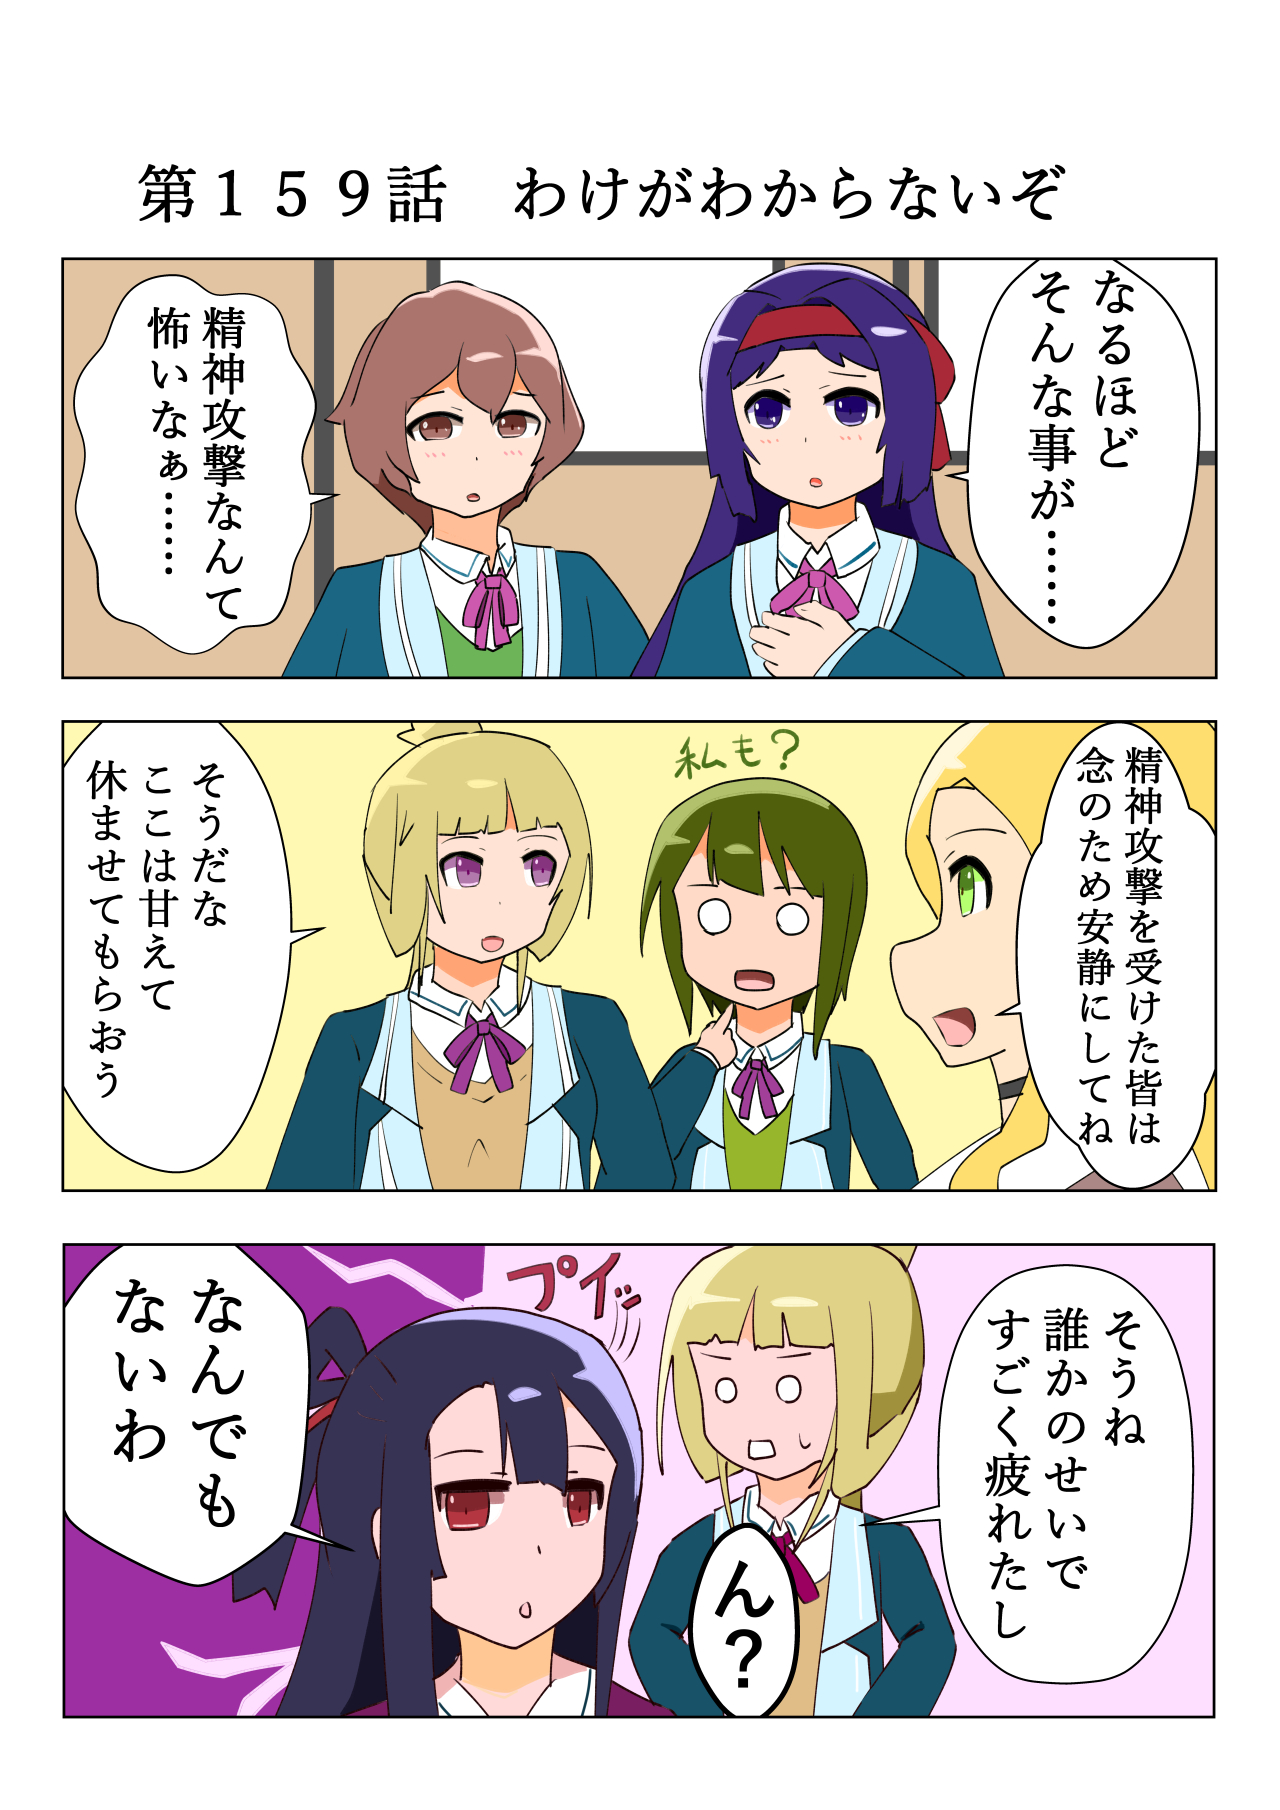 第１５９話　わけがわからないぞ
なるほど
そんな事が……
精神攻撃なんて
怖いなぁ……
精神攻撃を受けた皆は
念のため安静にしてね
私も？
そうだな
ここは甘えて
休ませてもらおう
そうね
誰かのせいで
すごく疲れたし
ん？
プイッ
なんでも
ないわ